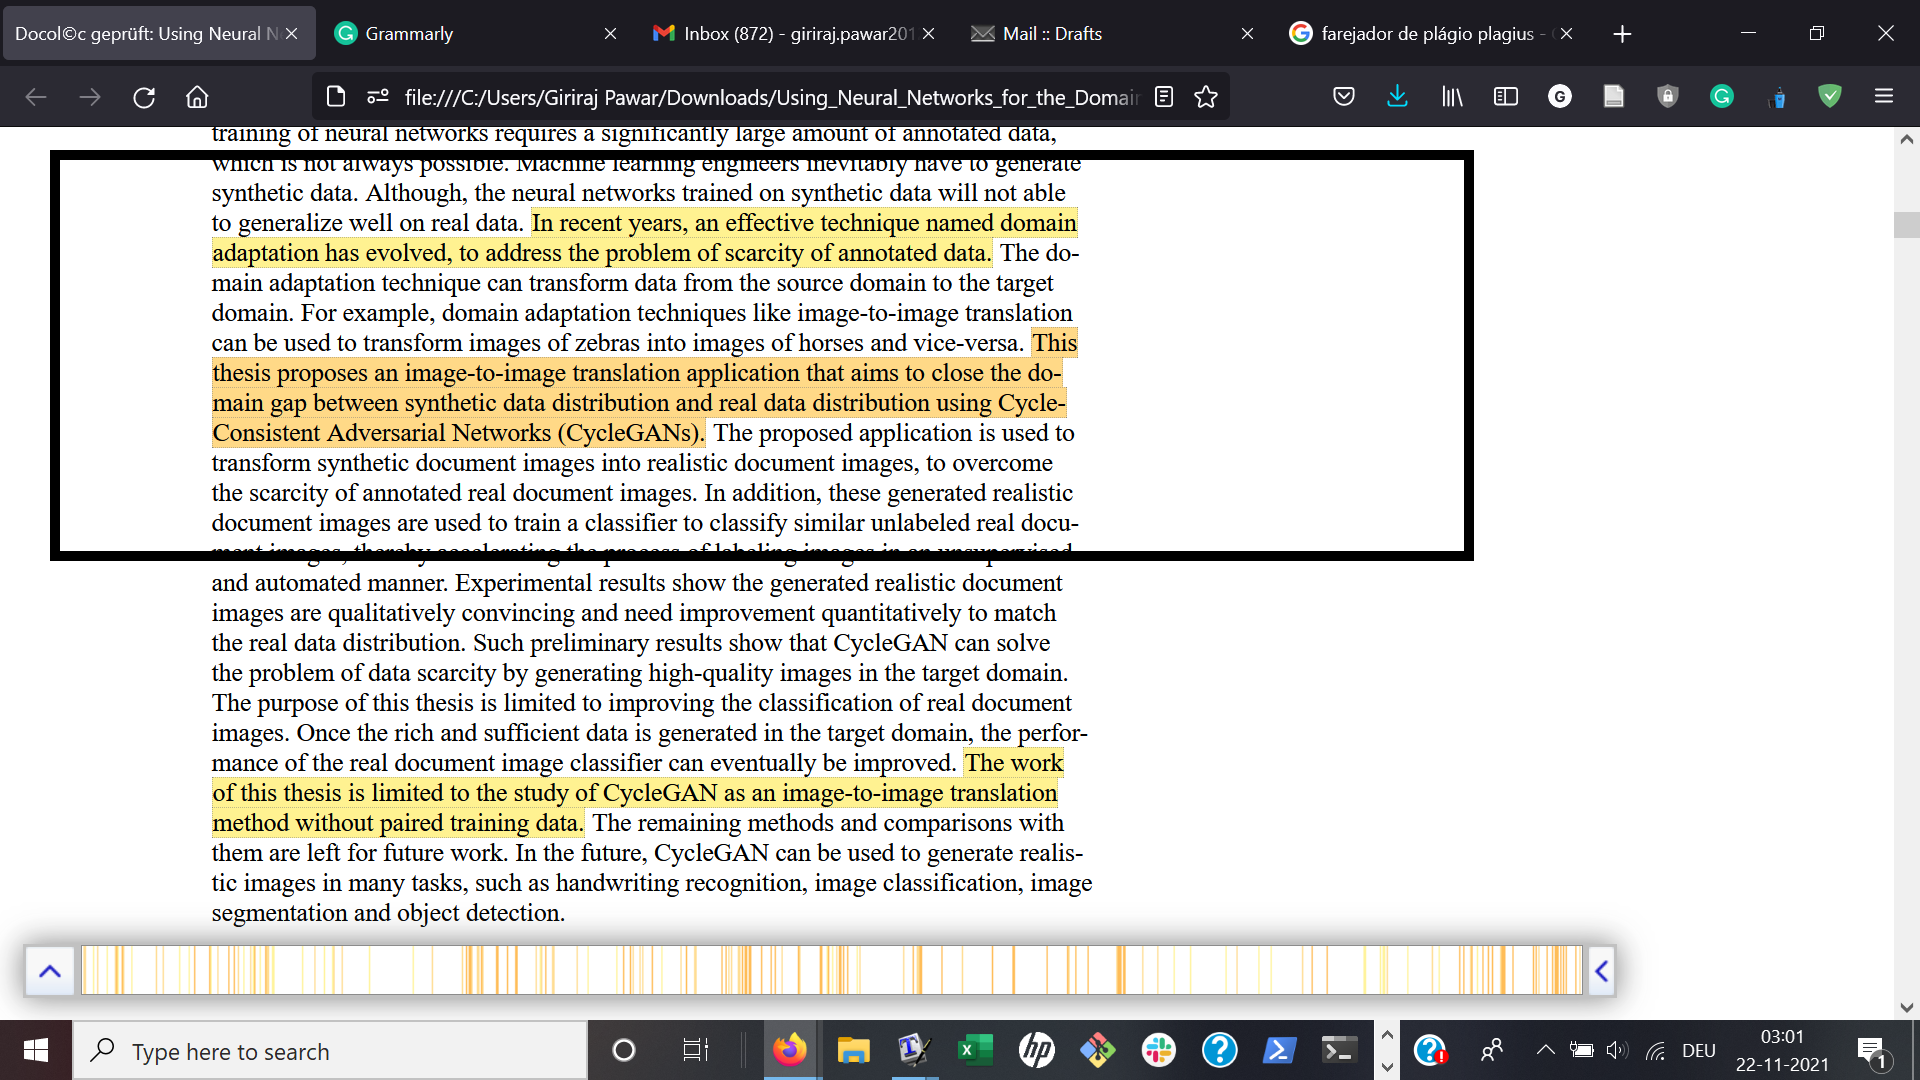 Docol©c geprüft: Using Neural N
Grammarly
Inbox (872) - giriraj.pawar201
Mail :: Drafts
farejador de plágio plagius -
file:///C:/Users/Giriraj Pawar/Downloads/Using_Neural_Networks_for_the_Domain
training of neural networks requires a significantly large amount of annotated data,
which is not always possible. Machine learning engineers inevitably have to generate
synthetic data. Although, the neural networks trained on synthetic data will not able
to generalize well on real data. In recent years, an effective technique named domain
adaptation has evolved, to address the problem of scarcity of annotated data. The do-
main adaptation technique can transform data from the source domain to the target
domain. For example, domain adaptation techniques like image-to-image translation
can be used to transform images of zebras into images of horses and vice-versa. This
thesis proposes an image-to-image translation application that aims to close the do-
main gap between synthetic data distribution and real data distribution using Cycle-
Consistent Adversarial Networks (CycleGANs). The proposed application is used to
transform synthetic document images into realistic document images, to overcome
the scarcity of annotated real document images. In addition, these generated realistic
document images are used to train a classifier to classify similar unlabeled real docu-
ment images, thereby accelerating the process of labeling images in an unsupervised
and automated manner. Experimental results show the generated realistic document
images are qualitatively convincing and need improvement quantitatively to match
the real data distribution. Such preliminary results show that CycleGAN can solve
the problem of data scarcity by generating high-quality images in the target domain.
The purpose of this thesis is limited to improving the classification of real document
images. Once the rich and sufficient data is generated in the target domain, the perfor-
mance of the real document image classifier can eventually be improved. The work
of this thesis is limited to the study of CycleGAN as an image-to-image translation
method without paired training data. The remaining methods and comparisons with
them are left for future work. In the future, CycleGAN can be used to generate realis-
tic images in many tasks, such as handwriting recognition, image classification, image
segmentation and object detection.
Type here to search
DEU
03:01
22-11-2021
1